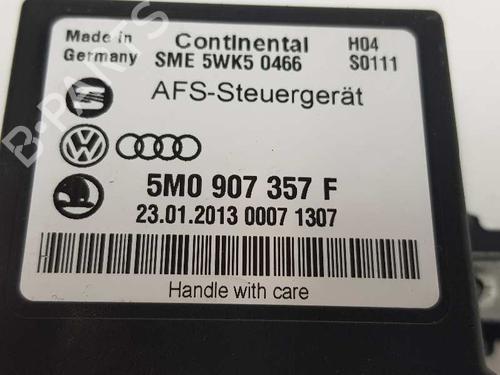 Made in
Germany
Continental
SME 5WK5 0466
H04
S0111
AFS-Steuergerät
5M0 907 357 F
23.01.2013 0007 1307
Handle with care
B-PARTS